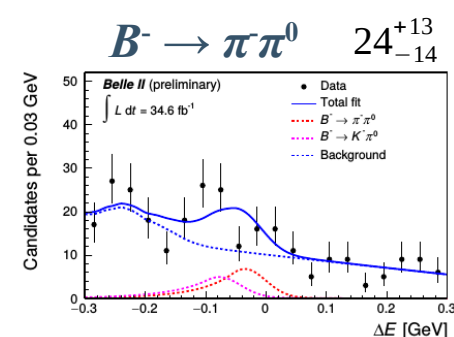 B⁻ → π⁻π⁰ 24⁺¹³₋₁₄
Belle II (preliminary)
∫ L dt = 34.6 fb⁻¹
Data
Total fit
B⁻ → π⁻π⁰
B⁻ → K⁻π⁰
Background
Candidates per 0.03 GeV
50
40
30
20
10
0
−0.3 −0.2 −0.1 0 0.1 0.2 0.3
ΔE [GeV]